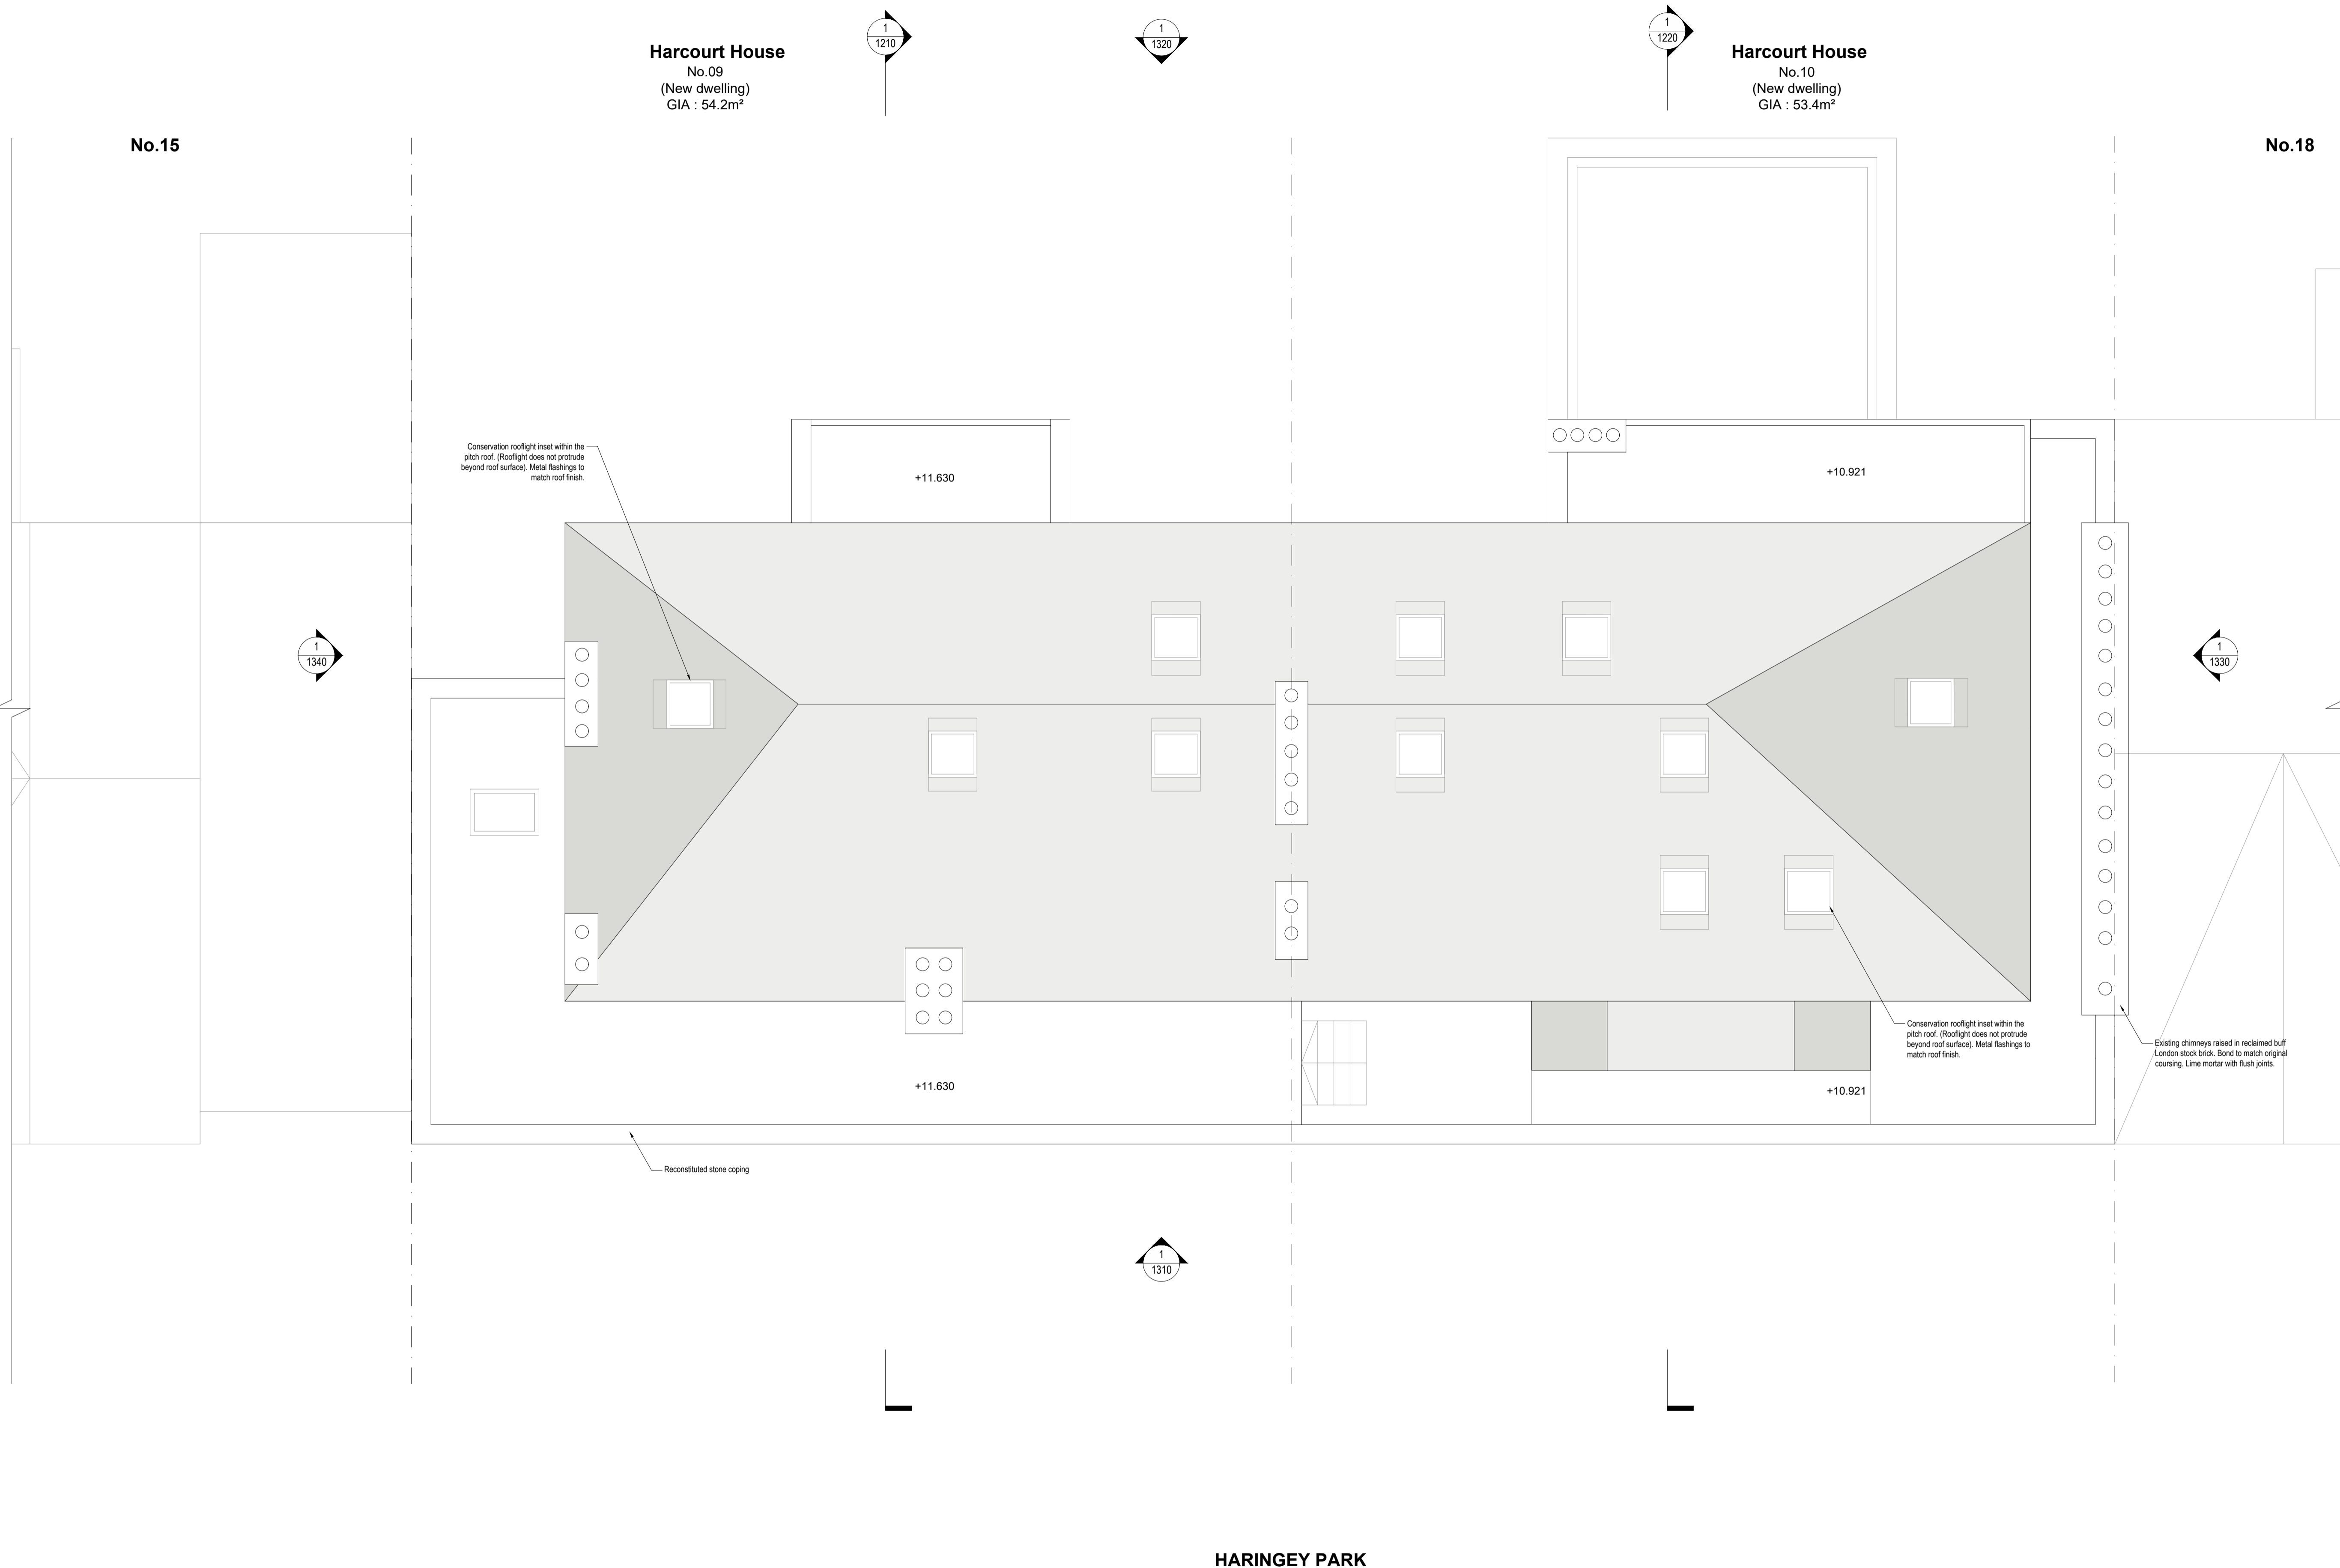 1
1210
1
1320
1
1220
Harcourt House
No.09
(New dwelling)
GIA : 54.2m²
Harcourt House
No.10
(New dwelling)
GIA : 53.4m²
No.15
No.18
Conservation rooflight inset within the
pitch roof. (Rooflight does not protrude
beyond roof surface). Metal flashings to
match roof finish.
+11.630
+10.921
1
1340
1
1330
Conservation rooflight inset within the
pitch roof. (Rooflight does not protrude
beyond roof surface). Metal flashings to
match roof finish.
Existing chimneys raised in reclaimed buff
London stock brick. Bond to match original
coursing. Lime mortar with flush joints.
+11.630
+10.921
Reconstituted stone coping
1
1310
HARINGEY PARK